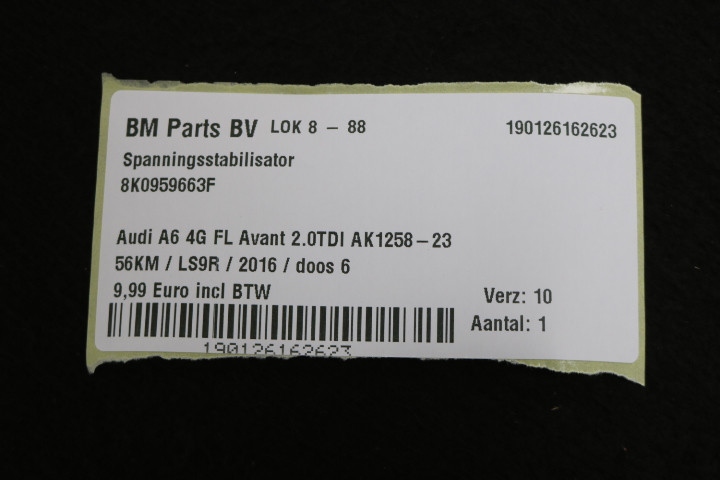 BM Parts BV LOK 8 - 88 190126162623
Spanningsstabilisator
8K0959663F
Audi A6 4G FL Avant 2.0TDI AK1258-23
56KM / LS9R / 2016 / doos 6
9,99 Euro incl BTW Verz: 10
Aantal: 1
190126162623